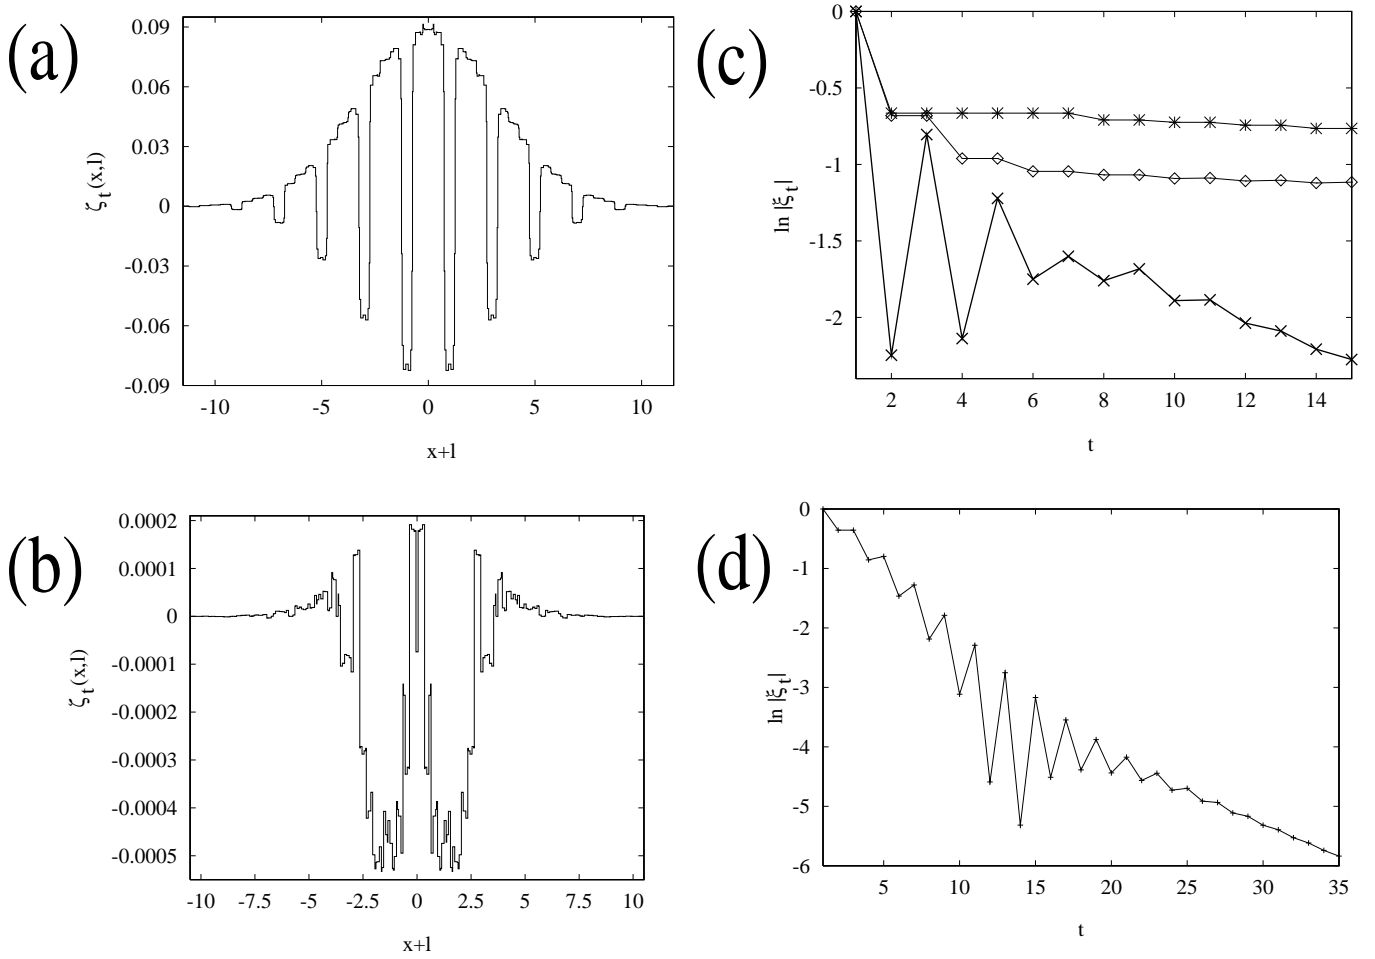 (a)
0.09
0.06
0.03
0
-0.03
-0.06
-0.09
ζt(x,l)
-10 -5 0 5 10
x+l
(c)
0
-0.5
-1
-1.5
-2
ln |ξt|
2 4 6 8 10 12 14
t
(b)
0.0002
0.0001
0
-0.0001
-0.0002
-0.0003
-0.0004
-0.0005
ζt(x,l)
-10 -7.5 -5 -2.5 0 2.5 5 7.5 10
x+l
(d)
0
-1
-2
-3
-4
-5
-6
ln |ξt|
5 10 15 20 25 30 35
t